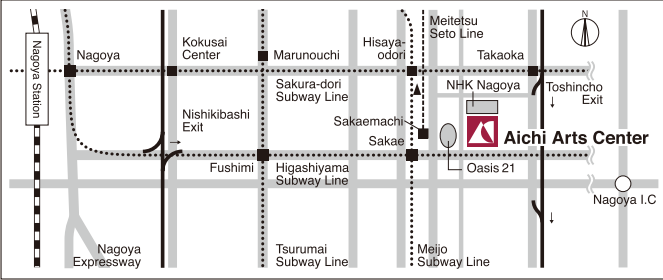 Meitetsu
Seto Line
N
Nagoya
Kokusai
Center
Marunouchi
Hisaya-
odori
Takaoka
Nagoya Station
Sakura-dori
Subway Line
NHK Nagoya
Toshincho
Exit
Nishikibashi
Exit
Sakaemachi
Sakae
Aichi Arts Center
Fushimi
Higashiyama
Subway Line
Oasis 21
Nagoya I.C
Nagoya
Expressway
Tsurumai
Subway Line
Meijo
Subway Line